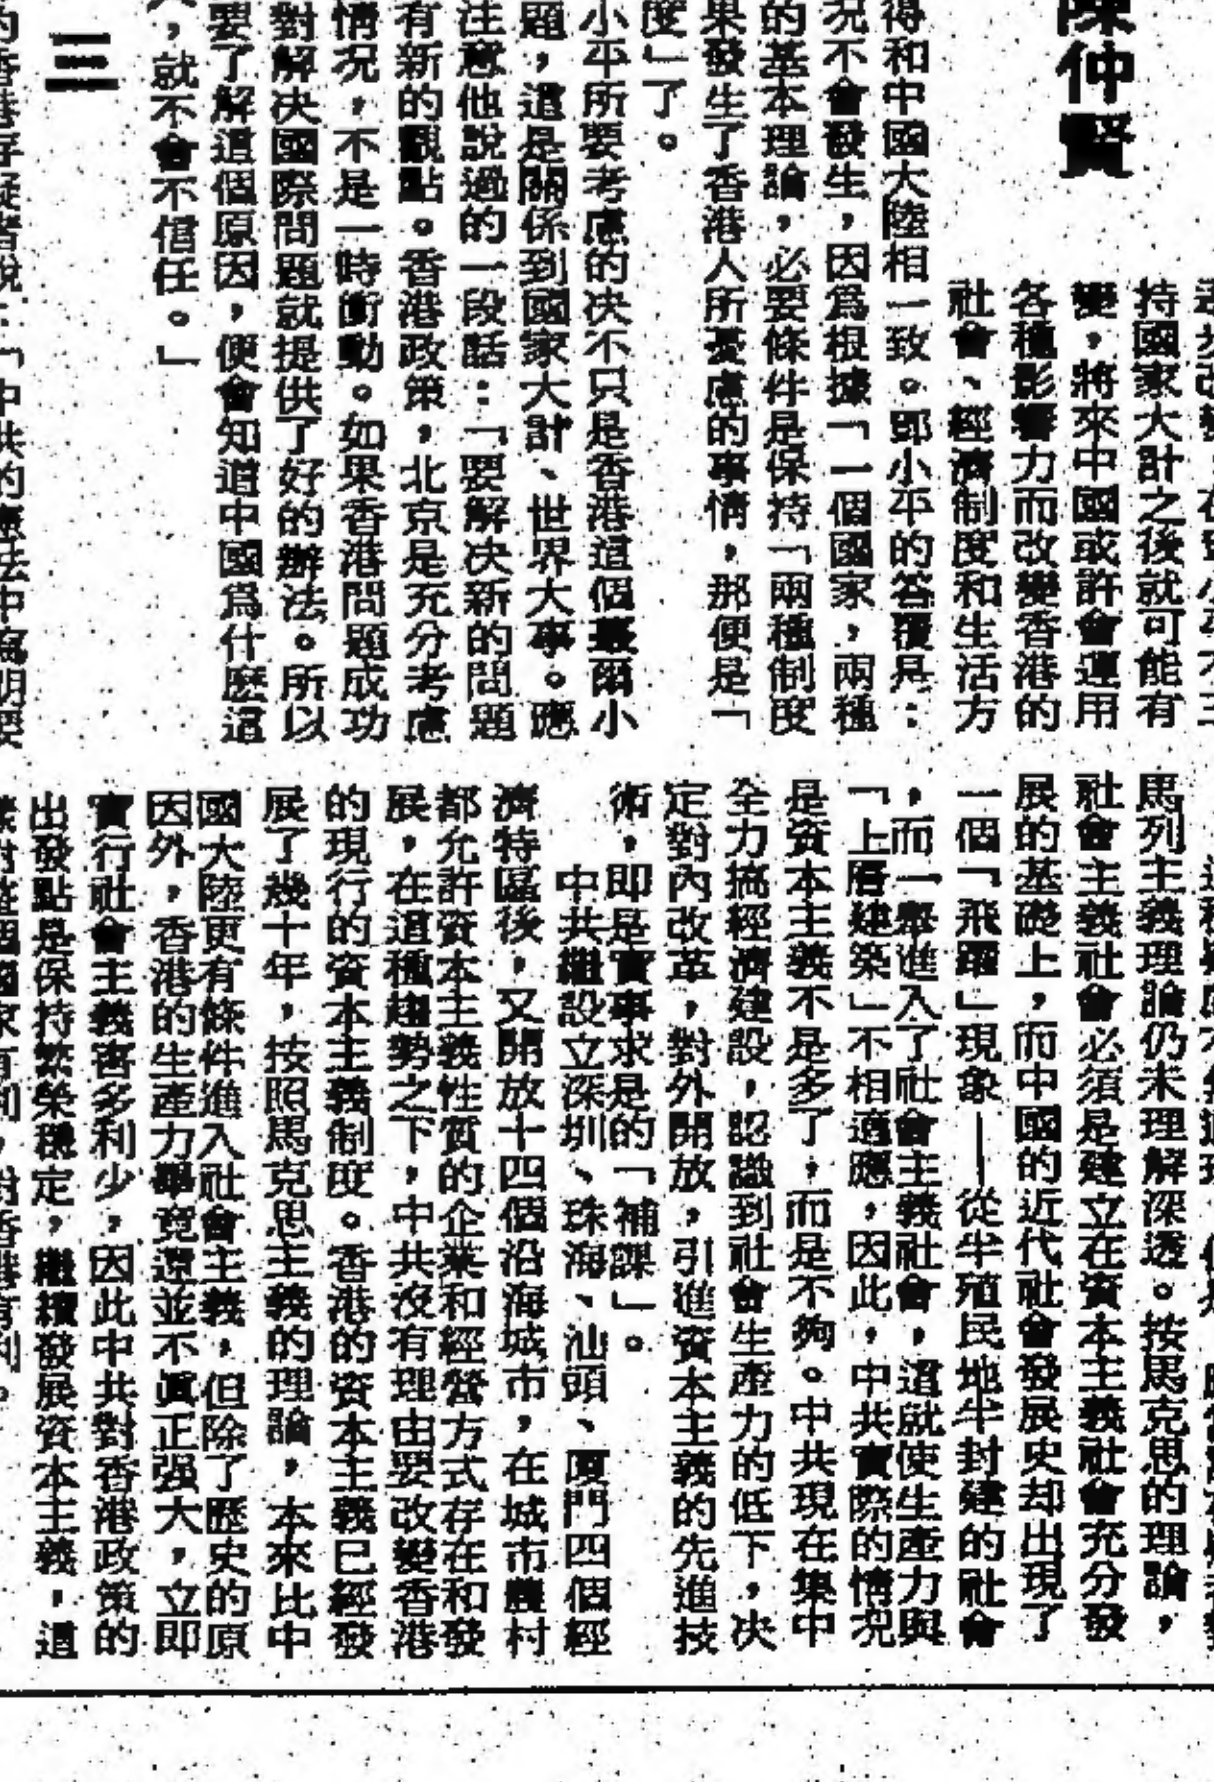 陳仲賢
持國家大計之後就可能有
變,將來中國或許會運用
各種影響力而改變香港的
社會、經濟制度和生活方
得和中國大陸相一致。鄧小平的答覆是:
况不會發生,因爲根據「一個國家,兩種
的基本理論,必要條件是保持「兩種制度
果發生了香港人所憂慮的事情,那便是「
度」了。
小平所要考慮的决不只是香港這個蕞爾小
題,這是關係到國家大計、世界大事。應
注意他說過的一段話:「要解决新的問題
有新的觀點。香港政策,北京是充分考慮
情况,不是一時衝動。如果香港問題成功
對解决國際問題就提供了好的辦法。所以
要了解這個原因,便會知道中國爲什麽這
,就不會不信任。」
三
馬列主義理論仍未理解深透。按馬克思的理論,
社會主義社會必須是建立在資本主義社會充分發
展的基礎上,而中國的近代社會發展史却出現了
一個「飛躍」現象——從半殖民地半封建的社會
,而一舉進入了社會主義社會,這就使生產力與
「上層建築」不相適應,因此,中共實際的情况
是資本主義不是多了,而是不夠。中共現在集中
全力搞經濟建設,認識到社會生產力的低下,决
定對內改革,對外開放,引進資本主義的先進技
術,即是實事求是的「補課」。
中共繼設立深圳、珠海、汕頭、厦門四個經
濟特區後,又開放十四個沿海城市,在城市農村
都允許資本主義性質的企業和經營方式存在和發
展,在這種趨勢之下,中共沒有理由要改變香港
的現行的資本主義制度。香港的資本主義已經發
展了幾十年,按照馬克思主義的理論,本來比中
國大陸更有條件進入社會主義,但除了歷史的原
因外,香港的生產力畢竟還並不眞正强大,立即
實行社會主義害多利少,因此中共對香港政策的
出發點是保持繁榮穩定,繼續發展資本主義,這
對整個國家有利,對香港有利。